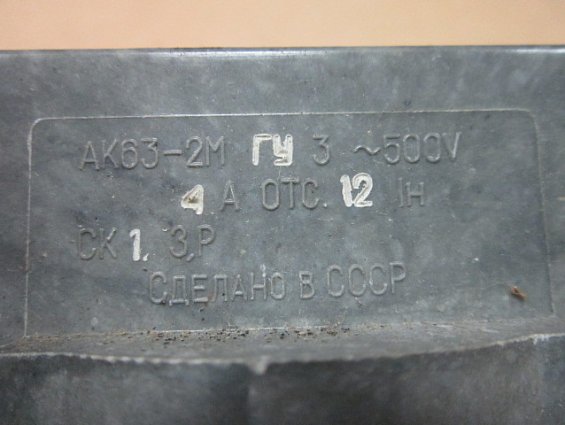 АК63-2М ГУ 3 ~500V
4 А ОТС. 12 Iн
СК 1. 3,Р
СДЕЛАНО В СССР